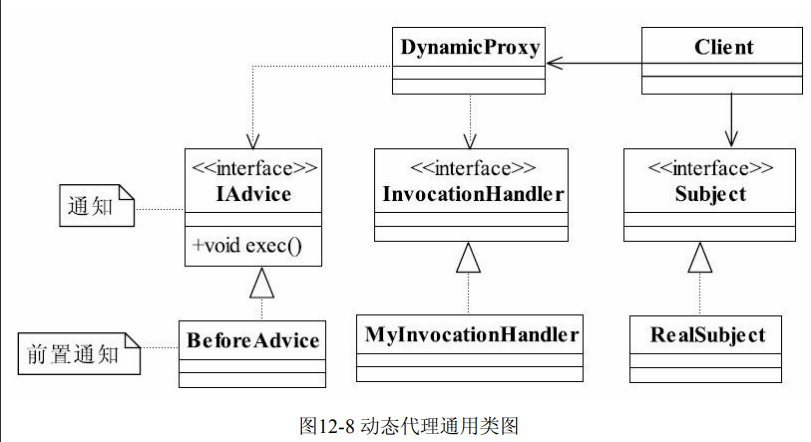 DynamicProxy
Client
<<interface>>
IAdvice
+void exec()
<<interface>>
InvocationHandler
<<interface>>
Subject
通知
BeforeAdvice
MyInvocationHandler
RealSubject
前置通知
图12-8 动态代理通用类图